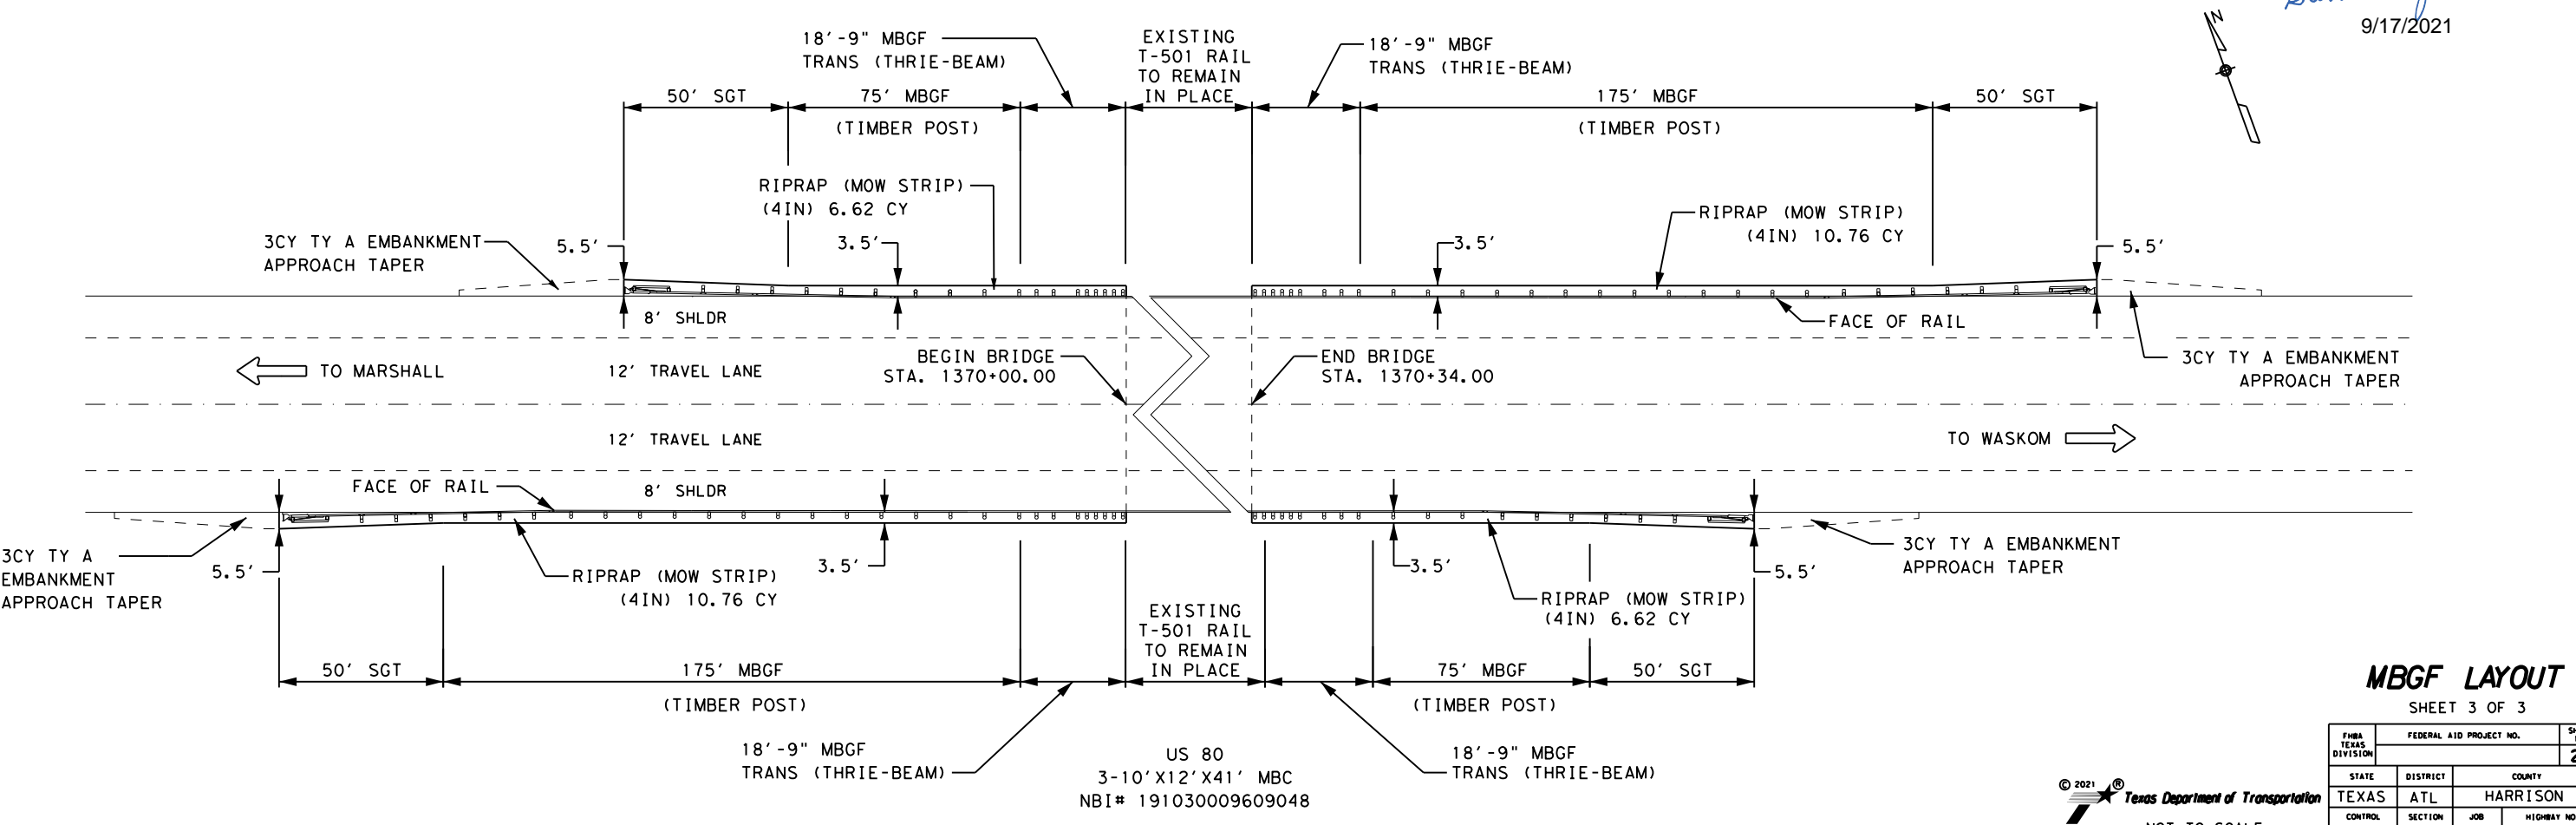 9/17/2021
N
18'-9" MBGF
TRANS (THRIE-BEAM)
EXISTING
T-501 RAIL
TO REMAIN
IN PLACE
18'-9" MBGF
TRANS (THRIE-BEAM)
50' SGT
75' MBGF
(TIMBER POST)
175' MBGF
(TIMBER POST)
50' SGT
RIPRAP (MOW STRIP)
(4IN) 6.62 CY
RIPRAP (MOW STRIP)
(4IN) 10.76 CY
3CY TY A EMBANKMENT
APPROACH TAPER
5.5'
3.5'
3.5'
5.5'
8' SHLDR
FACE OF RAIL
3CY TY A EMBANKMENT
APPROACH TAPER
TO MARSHALL
12' TRAVEL LANE
BEGIN BRIDGE
STA. 1370+00.00
END BRIDGE
STA. 1370+34.00
12' TRAVEL LANE
TO WASKOM
FACE OF RAIL
8' SHLDR
3CY TY A
EMBANKMENT
APPROACH TAPER
5.5'
RIPRAP (MOW STRIP)
(4IN) 10.76 CY
3.5'
3.5'
RIPRAP (MOW STRIP)
(4IN) 6.62 CY
5.5'
3CY TY A EMBANKMENT
APPROACH TAPER
EXISTING
T-501 RAIL
TO REMAIN
IN PLACE
50' SGT
175' MBGF
(TIMBER POST)
75' MBGF
(TIMBER POST)
50' SGT
18'-9" MBGF
TRANS (THRIE-BEAM)
18'-9" MBGF
TRANS (THRIE-BEAM)
US 80
3-10'X12'X41' MBC
NBI# 191030009609048
MBGF LAYOUT
SHEET 3 OF 3
FHWA
TEXAS
DIVISION
FEDERAL AID PROJECT NO.
STATE
DISTRICT
COUNTY
TEXAS
ATL
HARRISON
CONTROL
SECTION
JOB
HIGHWAY
© 2021 ®
Texas Department of Transportation
NOT TO SCALE